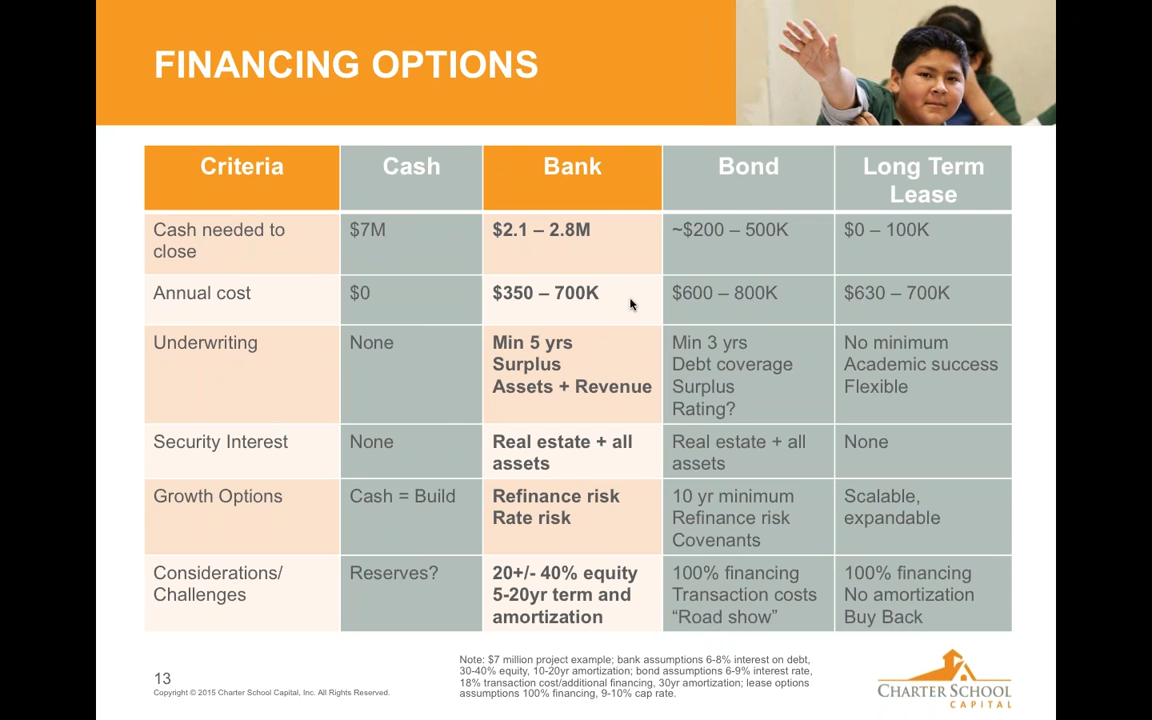 FINANCING OPTIONS
Criteria
Cash
Bank
Bond
Long Term
Lease
Cash needed to
close
$7M
$2.1 – 2.8M
~$200 – 500K
$0 – 100K
Annual cost
$0
$350 – 700K
$600 – 800K
$630 – 700K
Underwriting
None
Min 5 yrs
Surplus
Assets + Revenue
Min 3 yrs
Debt coverage
Surplus
Rating?
No minimum
Academic success
Flexible
Security Interest
None
Real estate + all
assets
Real estate + all
assets
None
Growth Options
Cash = Build
Refinance risk
Rate risk
10 yr minimum
Refinance risk
Covenants
Scalable,
expandable
Considerations/
Challenges
Reserves?
20+/- 40% equity
5-20yr term and
amortization
100% financing
Transaction costs
“Road show”
100% financing
No amortization
Buy Back
Note: $7 million project example; bank assumptions 6-8% interest on debt,
30-40% equity, 10-20yr amortization; bond assumptions 6-9% interest rate,
18% transaction cost/additional financing, 30yr amortization; lease options
assumptions 100% financing, 9-10% cap rate.
13
Copyright © 2015 Charter School Capital, Inc. All Rights Reserved.
CHARTER SCHOOL
CAPITAL